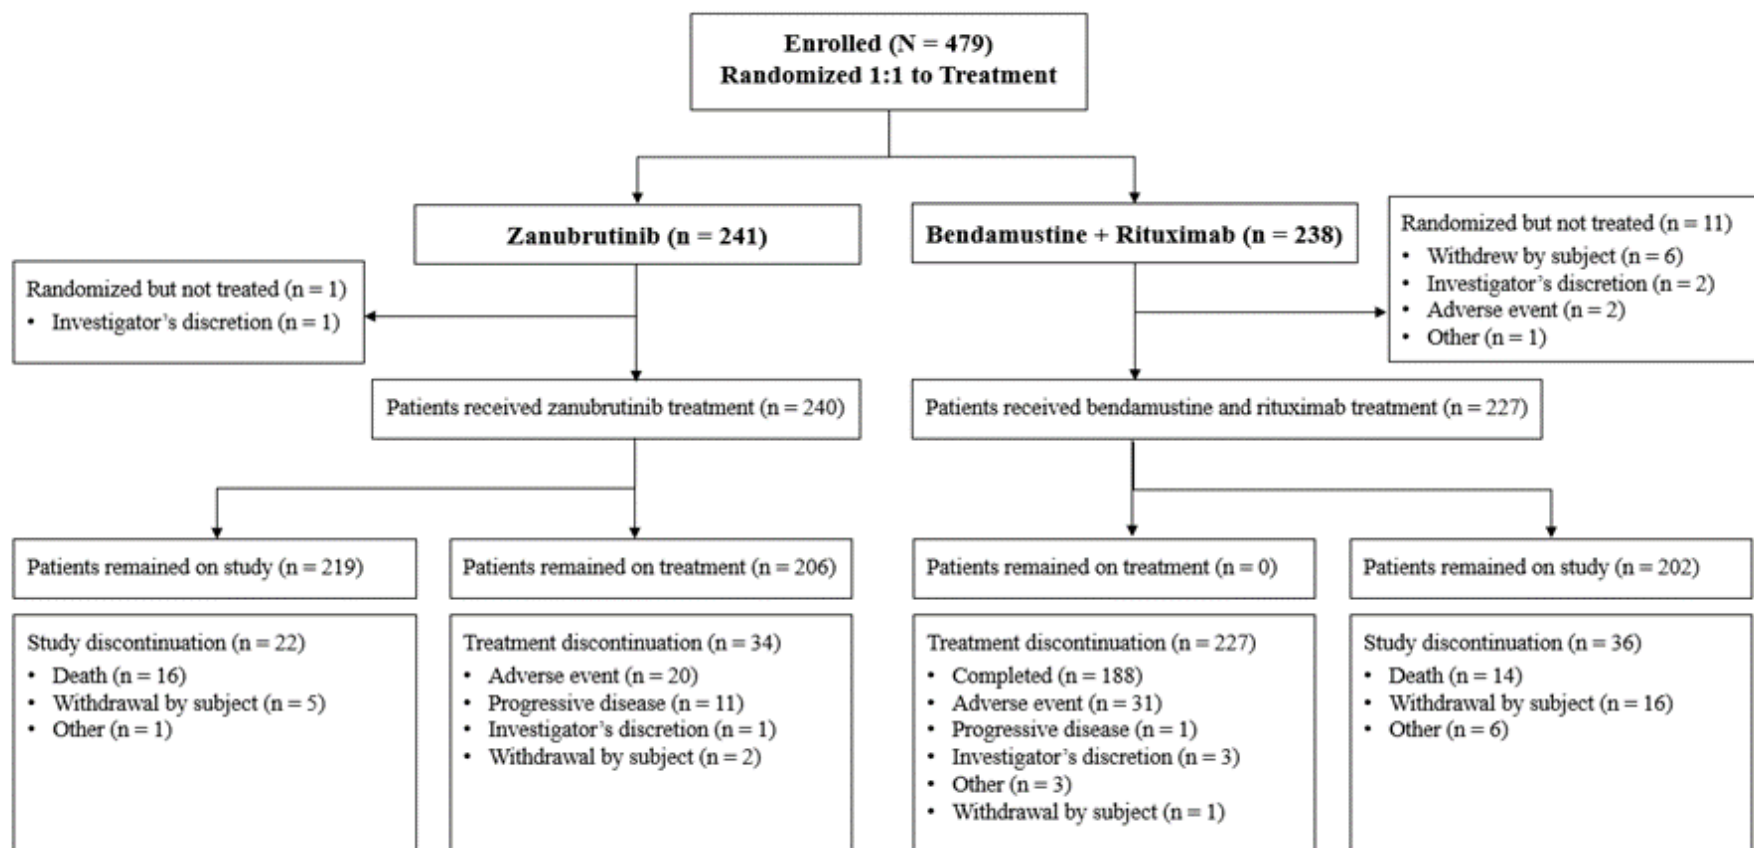 Enrolled (N = 479)
Randomized 1:1 to Treatment
Zanubrutinib (n = 241)
Bendamustine + Rituximab (n = 238)
Randomized but not treated (n = 1)
• Investigator’s discretion (n = 1)
Randomized but not treated (n = 11)
• Withdrew by subject (n = 6)
• Investigator’s discretion (n = 2)
• Adverse event (n = 2)
• Other (n = 1)
Patients received zanubrutinib treatment (n = 240)
Patients received bendamustine and rituximab treatment (n = 227)
Patients remained on study (n = 219)
Patients remained on treatment (n = 206)
Patients remained on treatment (n = 0)
Patients remained on study (n = 202)
Study discontinuation (n = 22)
• Death (n = 16)
• Withdrawal by subject (n = 5)
• Other (n = 1)
Treatment discontinuation (n = 34)
• Adverse event (n = 20)
• Progressive disease (n = 11)
• Investigator’s discretion (n = 1)
• Withdrawal by subject (n = 2)
Treatment discontinuation (n = 227)
• Completed (n = 188)
• Adverse event (n = 31)
• Progressive disease (n = 1)
• Investigator’s discretion (n = 3)
• Other (n = 3)
• Withdrawal by subject (n = 1)
Study discontinuation (n = 36)
• Death (n = 14)
• Withdrawal by subject (n = 16)
• Other (n = 6)